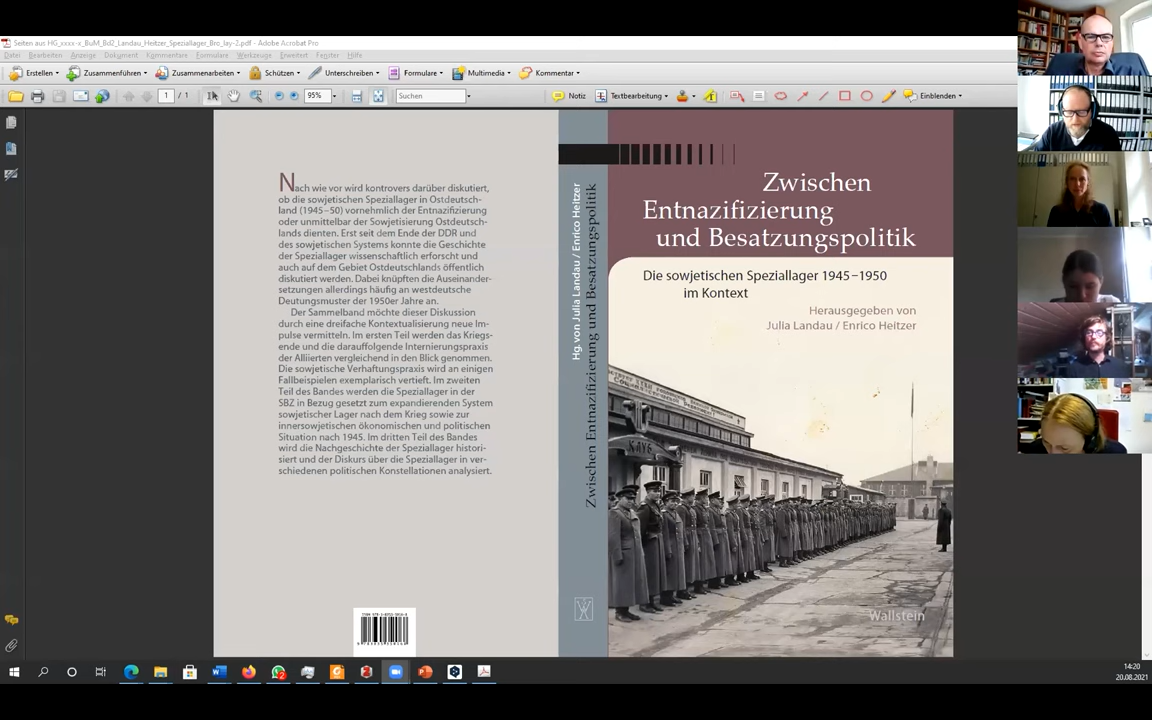 Seiten aus HG_xxxx-x_BuM_Bd2_Landau_Heitzer_Speziallager_Bro_lay-2.pdf - Adobe Acrobat Pro
Datei Bearbeiten Anzeige Dokument Kommentare Formulare Werkzeuge Erweitert Fenster Hilfe
Erstellen Zusammenführen Zusammenarbeiten Schützen Unterschreiben Formulare Multimedia Kommentar
1 / 1 95% Suchen Notiz Textbearbeitung Einblenden
Nach wie vor wird kontrovers darüber diskutiert,
ob die sowjetischen Speziallager in Ostdeutsch-
land (1945–50) vornehmlich der Entnazifizierung
oder unmittelbar der Sowjetisierung Ostdeutsch-
lands dienten. Erst seit dem Ende der DDR und
des sowjetischen Systems konnte die Geschichte
der Speziallager wissenschaftlich erforscht und
auch auf dem Gebiet Ostdeutschlands öffentlich
diskutiert werden. Dabei knüpften die Auseinander-
setzungen allerdings häufig an westdeutsche
Deutungsmuster der 1950er Jahre an.
Der Sammelband möchte dieser Diskussion
durch eine dreifache Kontextualisierung neue Im-
pulse vermitteln. Im ersten Teil werden das Kriegs-
ende und die darauffolgende Internierungspraxis
der Alliierten vergleichend in den Blick genommen.
Die sowjetische Verhaftungspraxis wird an einigen
Fallbeispielen exemplarisch vertieft. Im zweiten
Teil des Bandes werden die Speziallager in der
SBZ in Bezug gesetzt zum expandierenden System
sowjetischer Lager nach dem Krieg sowie zur
innersowjetischen ökonomischen und politischen
Situation nach 1945. Im dritten Teil des Bandes
wird die Nachgeschichte der Speziallager histori-
siert und der Diskurs über die Speziallager in ver-
schiedenen politischen Konstellationen analysiert.
Hg. von Julia Landau / Enrico Heitzer
Zwischen Entnazifizierung und Besatzungspolitik
Zwischen
Entnazifizierung
und Besatzungspolitik
Die sowjetischen Speziallager 1945–1950
im Kontext
Herausgegeben von
Julia Landau / Enrico Heitzer
КЛУБ
Wallstein
14:20
20.08.2021